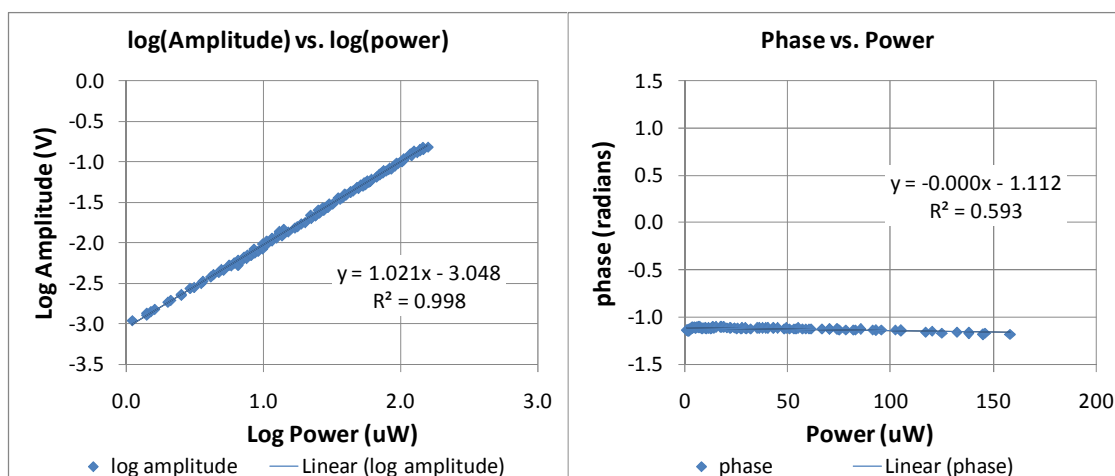 log(Amplitude) vs. log(power)
0.0
-0.5
-1.0
-1.5
-2.0
-2.5
-3.0
-3.5
Log Amplitude (V)
y = 1.021x - 3.048
R² = 0.998
0.0 1.0 2.0 3.0
Log Power (uW)
log amplitude Linear (log amplitude)
Phase vs. Power
1.5
1.0
0.5
0.0
-0.5
-1.0
-1.5
phase (radians)
y = -0.000x - 1.112
R² = 0.593
0 50 100 150 200
Power (uW)
phase Linear (phase)